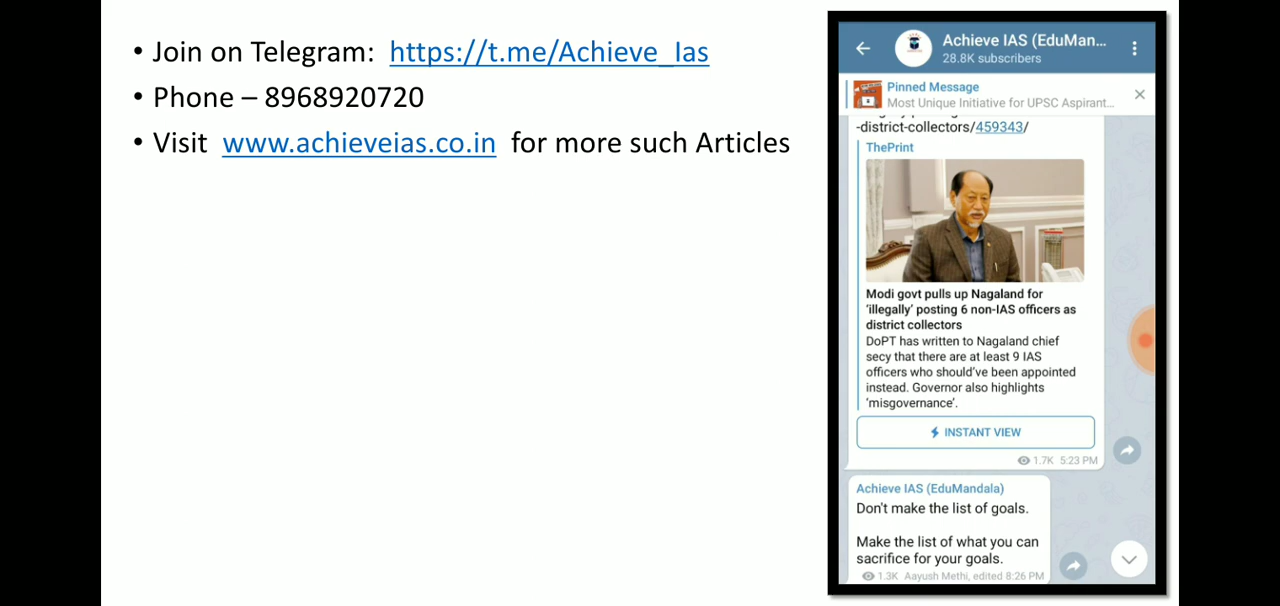 • Join on Telegram: https://t.me/Achieve_Ias
• Phone – 8968920720
• Visit www.achieveias.co.in for more such Articles
Achieve IAS (EduMan...
28.8K subscribers
Pinned Message
Most Unique Initiative for UPSC Aspirant...
-district-collectors/459343/
ThePrint
Modi govt pulls up Nagaland for
'illegally' posting 6 non-IAS officers as
district collectors
DoPT has written to Nagaland chief
secy that there are at least 9 IAS
officers who should've been appointed
instead. Governor also highlights
'misgovernance'.
INSTANT VIEW
1.7K 5:23 PM
Achieve IAS (EduMandala)
Don't make the list of goals.
Make the list of what you can
sacrifice for your goals.
1.3K Aayush Methi, edited 8:26 PM